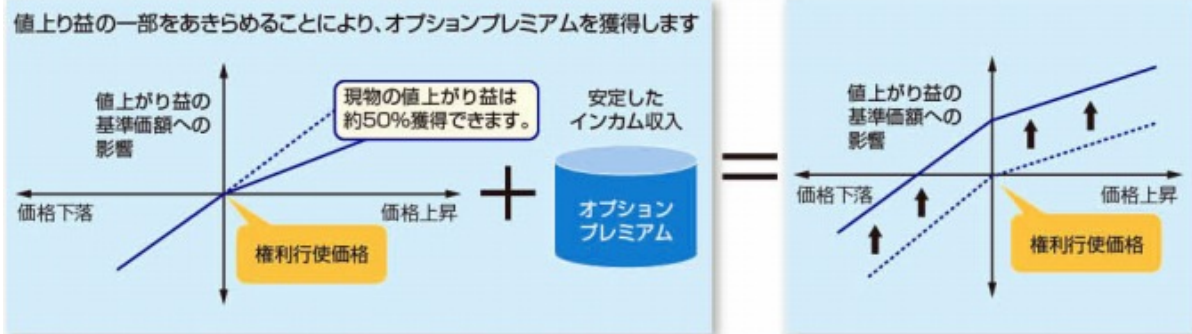 値上り益の一部をあきらめることにより、オプションプレミアムを獲得します
値上がり益の
基準価額への
影響
現物の値上がり益は
約50%獲得できます。
価格下落
価格上昇
権利行使価格
+
安定した
インカム収入
オプション
プレミアム
=
値上がり益の
基準価額への
影響
価格下落
価格上昇
権利行使価格